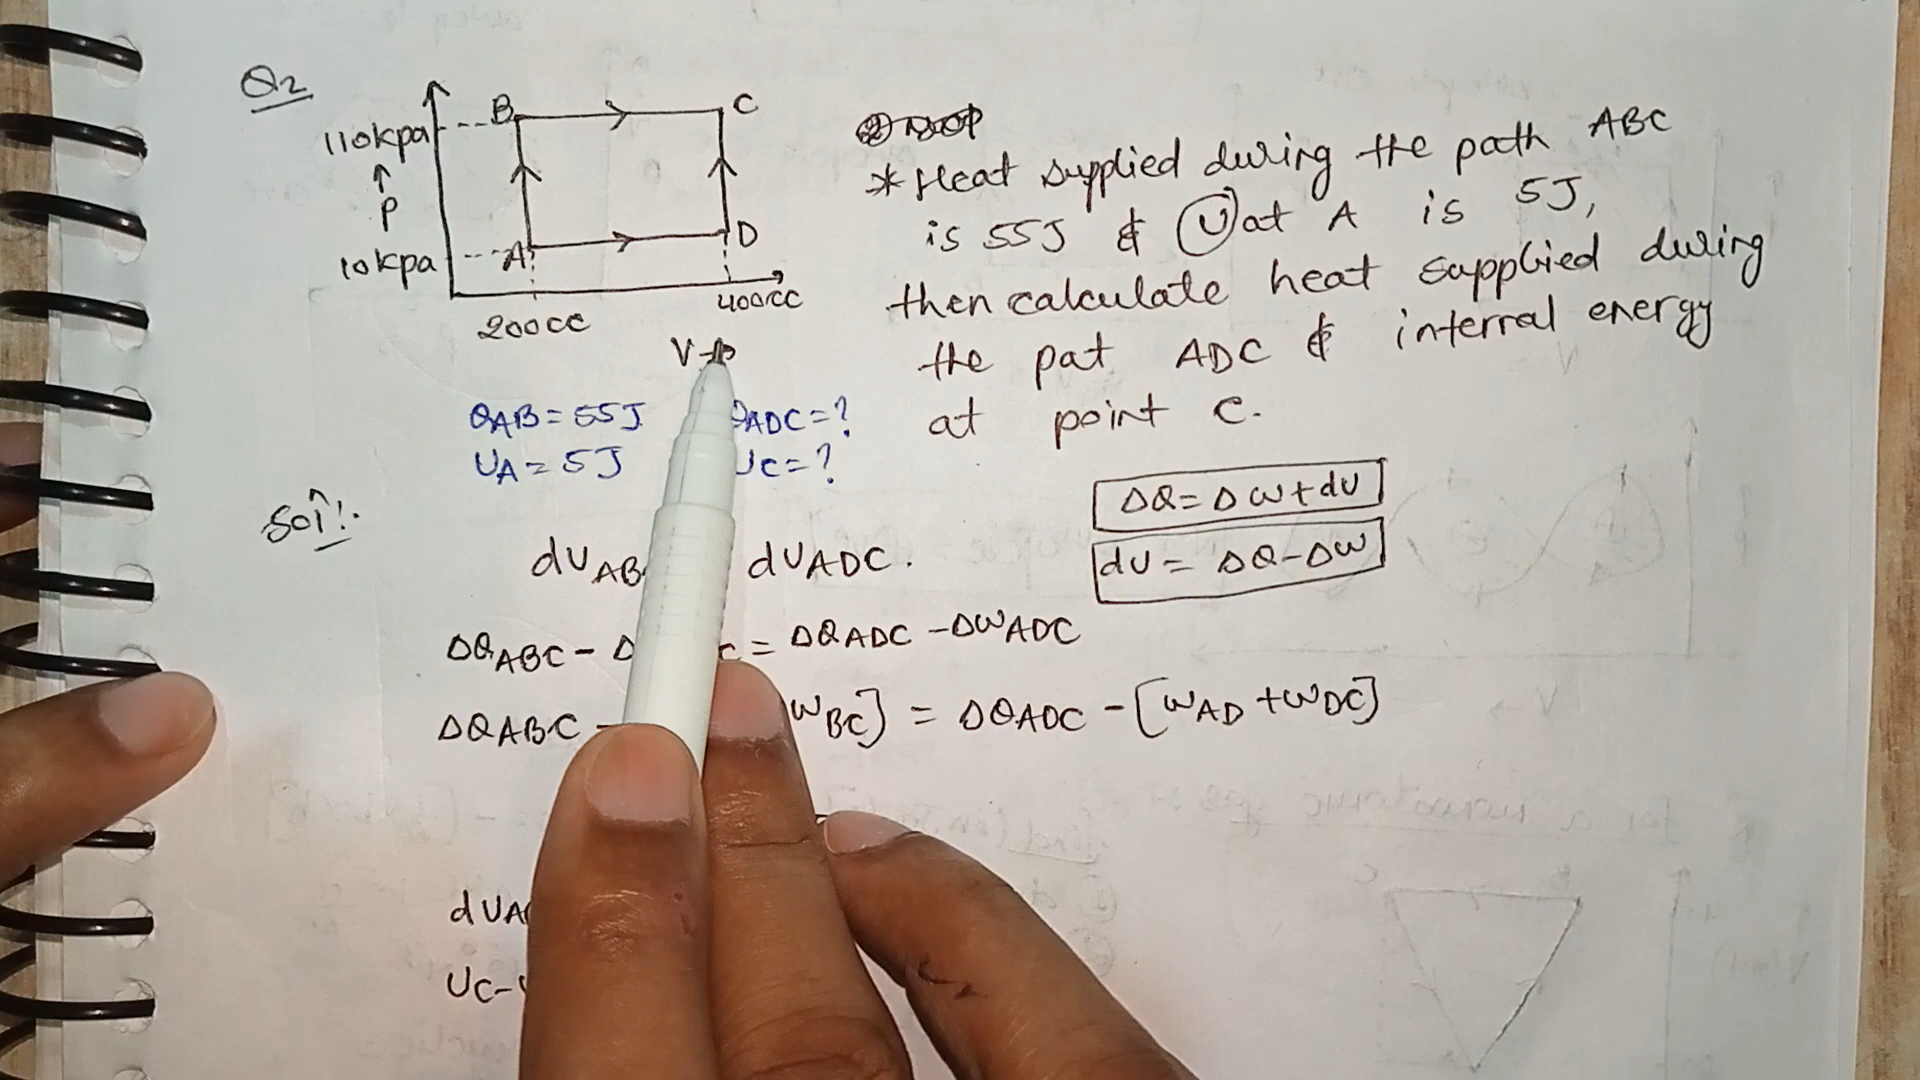 Q2
B
C
110kpa
P
10kpa
A
D
200cc
400cc
V
* Heat supplied during the path ABC
is 55J & U at A is 5J,
then calculate heat supplied during
the pat ADC & internal energy
at point C.
QAB = 55J
QADC = ?
UA = 5J
UC = ?
Sol:
ΔQ = ΔW + dU
dU = ΔQ - ΔW
dUAB
dUADC.
ΔQABC - Δ
C = ΔQADC - ΔWADC
ΔQABC -
WBC] = ΔQADC - [WAD + WDC]
dUA
UC -